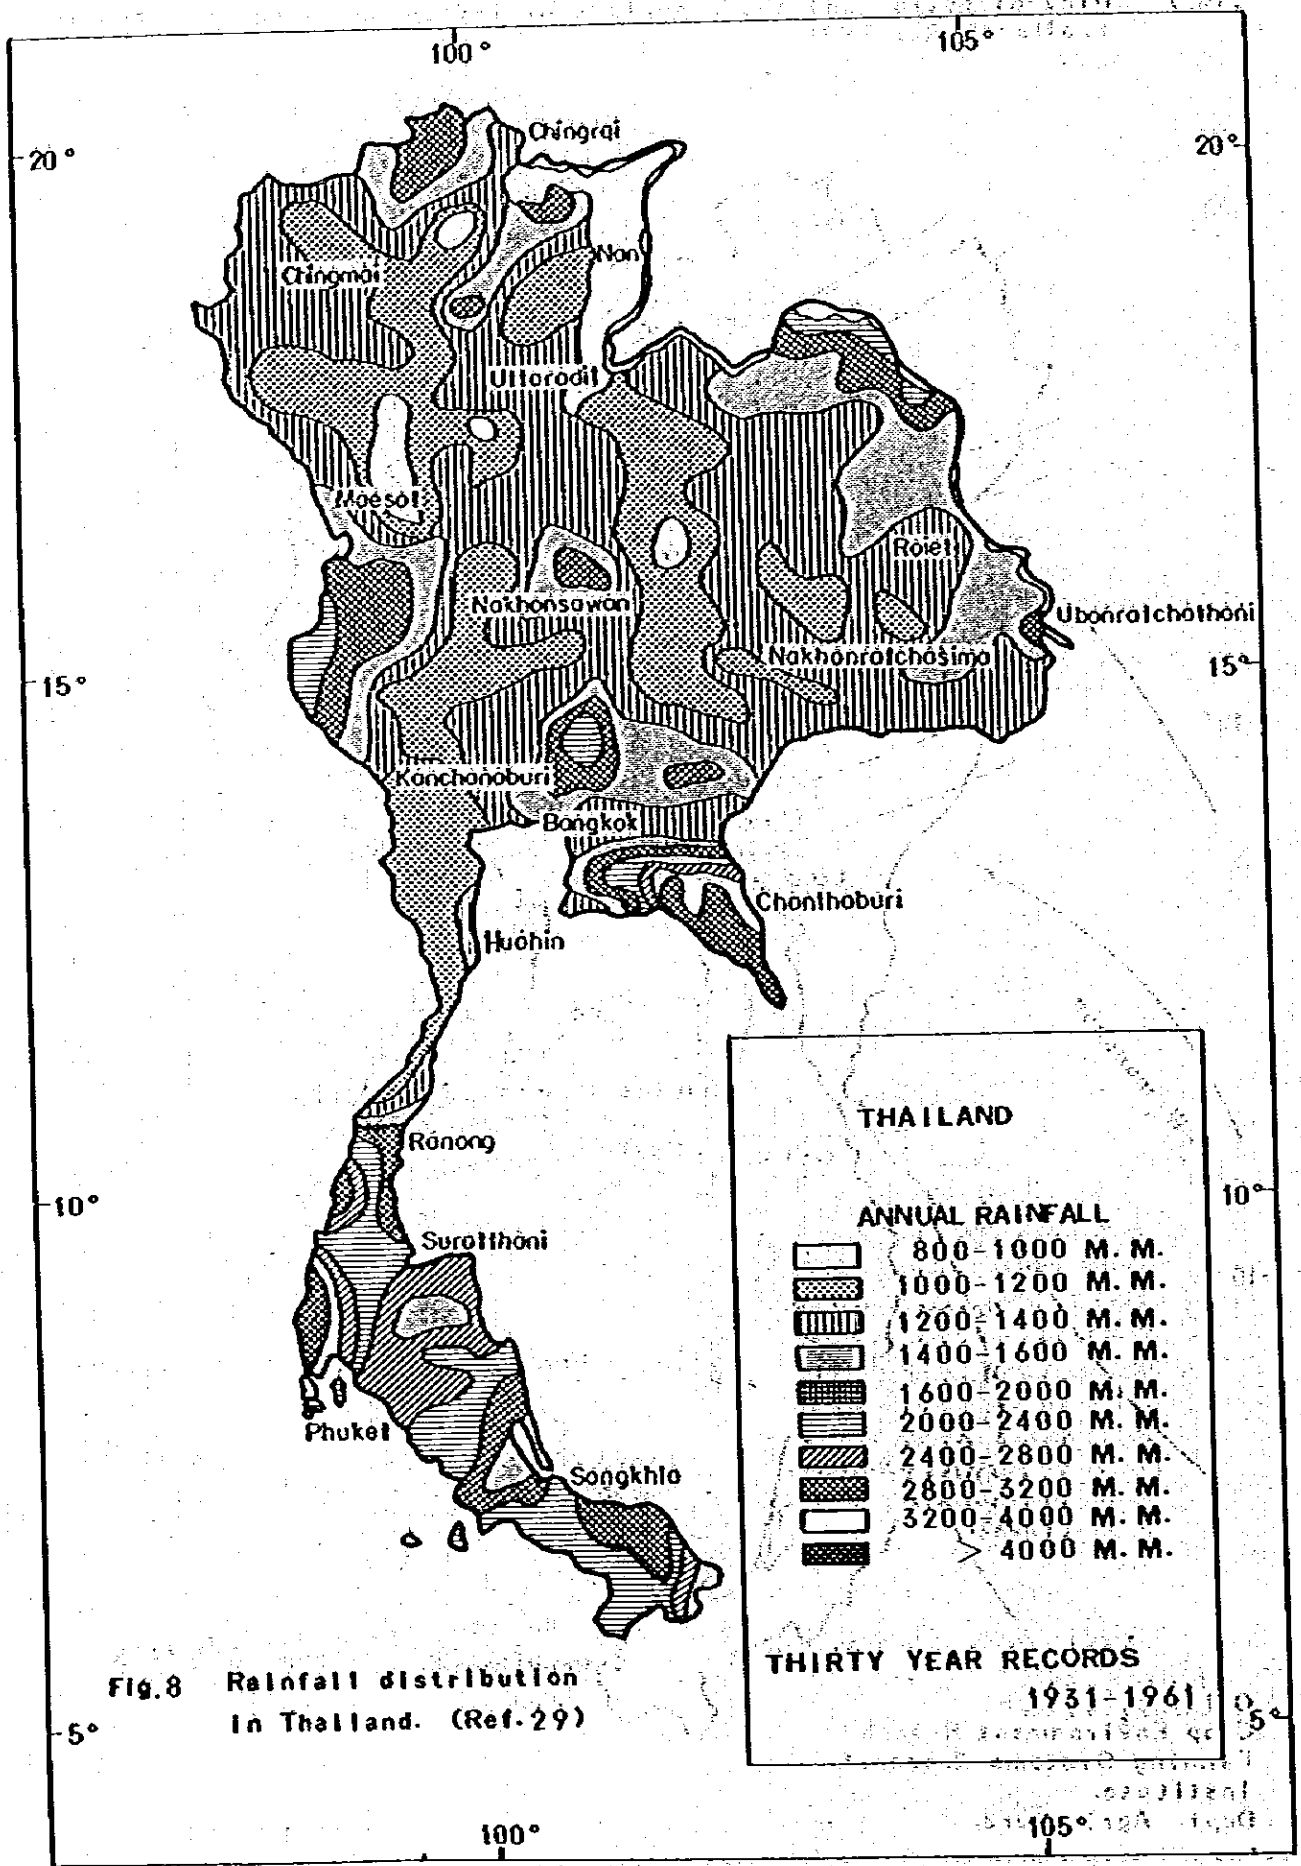 100°
105°
20°
20°
Chingrai
Nan
Chingmai
Uttaradit
Maesot
Roiet
Nakhonsawan
Ubonratchathani
Nakhonratchasima
15°
15°
Kanchanaburi
Bangkok
Chanthaburi
Huahin
THAILAND
Ranong
10°
10°
ANNUAL RAINFALL
Suratthani
800-1000 M.M.
1000-1200 M.M.
1200-1400 M.M.
1400-1600 M.M.
1600-2000 M.M.
2000-2400 M.M.
Phuket
2400-2800 M.M.
Songkhla
2800-3200 M.M.
3200-4000 M.M.
> 4000 M.M.
THIRTY YEAR RECORDS
1931-1961
Fig.8 Rainfall distribution
in Thailand. (Ref.29)
5°
5°
100°
105°